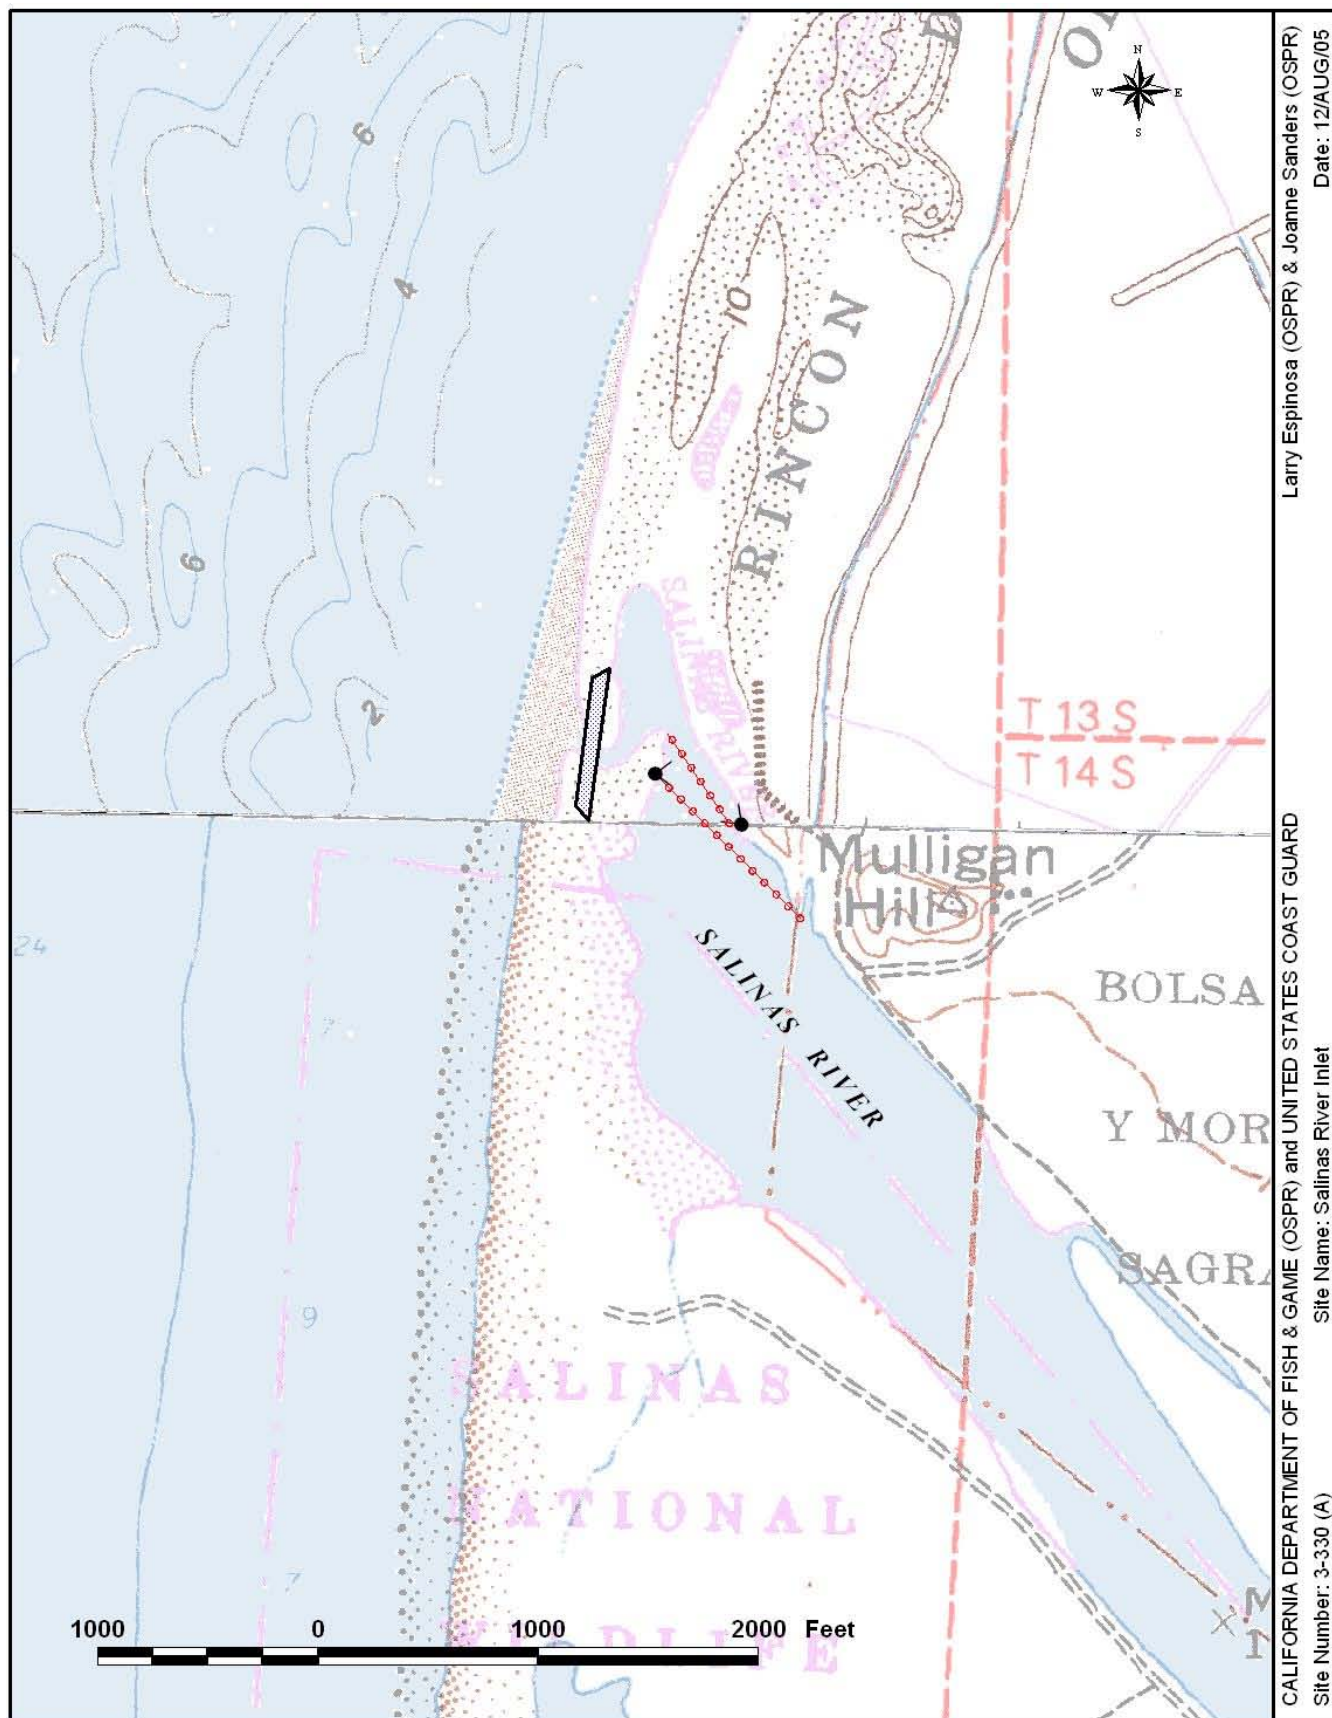 N
W E
S
6
4
10
RINCON
6
2
SALINAS RIVER
T 13 S
T 14 S
Mulligan
Hill
24
7
SALINAS RIVER
BOLSA
Y MOR
SAGRA
9
SALINAS
NATIONAL
7
WILDLIFE
1000 0 1000 2000 Feet
M
1
Larry Espinosa (OSPR) & Joanne Sanders (OSPR)
Date: 12/AUG/05
CALIFORNIA DEPARTMENT OF FISH & GAME (OSPR) and UNITED STATES COAST GUARD
Site Number: 3-330 (A) Site Name: Salinas River Inlet